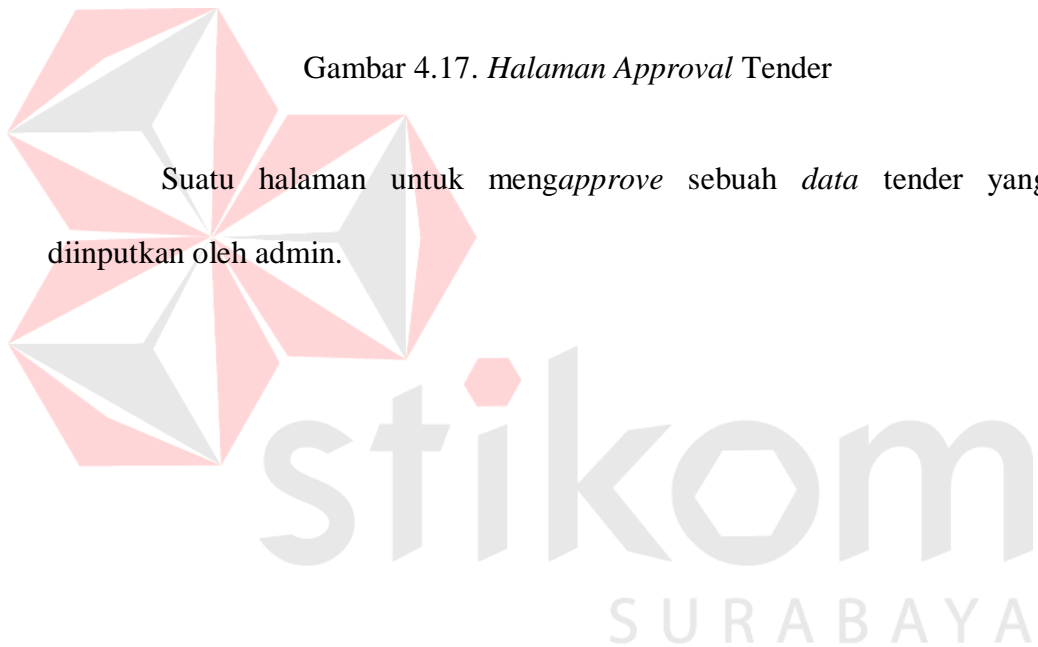 Gambar 4.17. Halaman Approval Tender
Suatu halaman untuk mengapprove sebuah data tender yang
diinputkan oleh admin.
stikom
SURABAYA